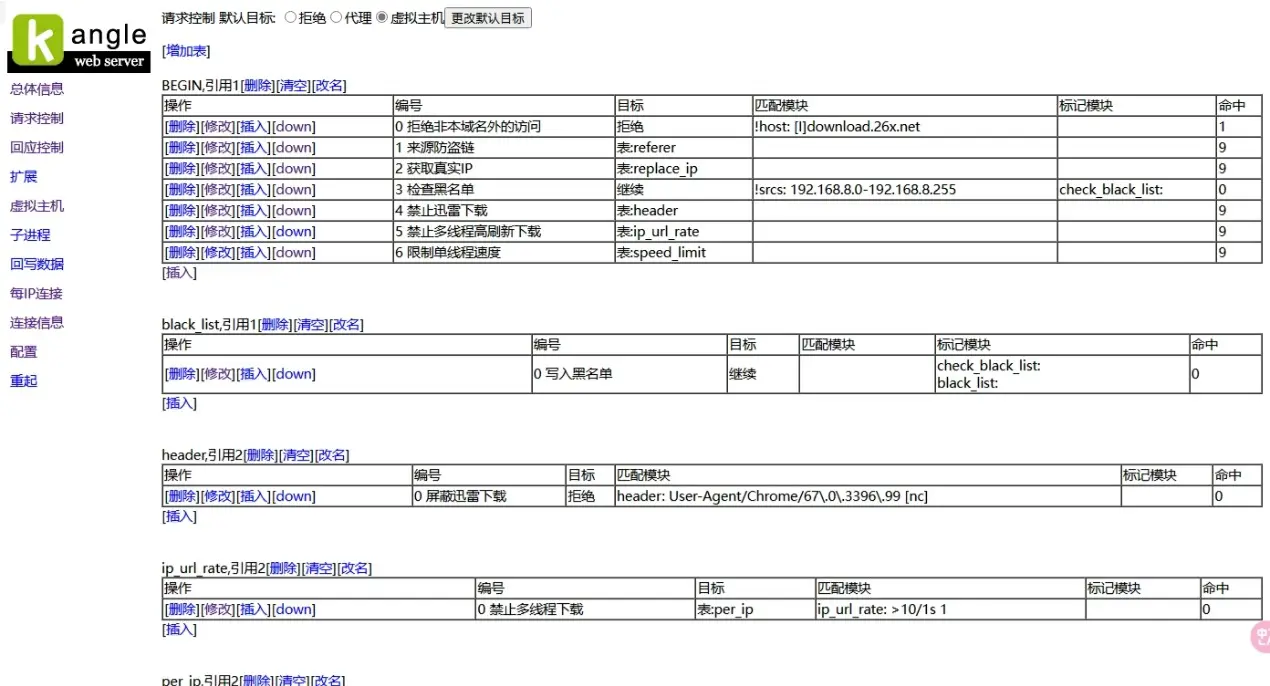 kangle
web server
总体信息
请求控制
回应控制
扩展
虚拟主机
子进程
回写数据
每IP连接
连接信息
配置
重起
请求控制 默认目标: 拒绝 代理 虚拟主机 更改默认目标
[增加表]
BEGIN,引用1[删除][清空][改名]
操作 编号 目标 匹配模块 标记模块 命中
[删除][修改][插入][down] 0 拒绝非本域名外的访问 拒绝 !host: [I]download.26x.net 1
[删除][修改][插入][down] 1 来源防盗链 表:referer 9
[删除][修改][插入][down] 2 获取真实IP 表:replace_ip 9
[删除][修改][插入][down] 3 检查黑名单 继续 !srcs: 192.168.8.0-192.168.8.255 check_black_list: 0
[删除][修改][插入][down] 4 禁止迅雷下载 表:header 9
[删除][修改][插入][down] 5 禁止多线程高刷新下载 表:ip_url_rate 9
[删除][修改][插入][down] 6 限制单线程速度 表:speed_limit 9
[插入]
black_list,引用1[删除][清空][改名]
操作 编号 目标 匹配模块 标记模块 命中
[删除][修改][插入][down] 0 写入黑名单 继续 check_black_list: 0
black_list:
[插入]
header,引用2[删除][清空][改名]
操作 编号 目标 匹配模块 标记模块 命中
[删除][修改][插入][down] 0 屏蔽迅雷下载 拒绝 header: User-Agent/Chrome/67\.0\.3396\.99 [nc] 0
[插入]
ip_url_rate,引用2[删除][清空][改名]
操作 编号 目标 匹配模块 标记模块 命中
[删除][修改][插入][down] 0 禁止多线程下载 表:per_ip ip_url_rate: >10/1s 1 0
[插入]
per_ip,引用2[删除][清空][改名]